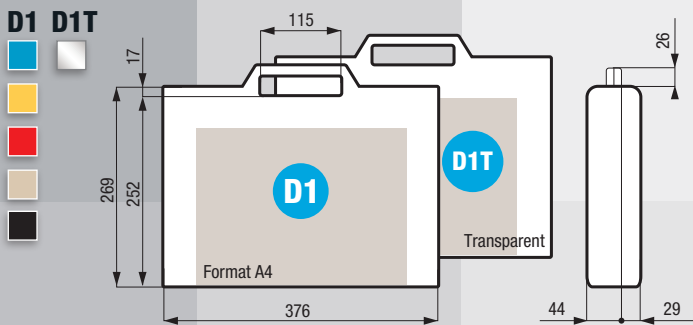 D1 D1T
115
17
26
269
252
D1
D1T
Format A4
Transparent
376
44
29